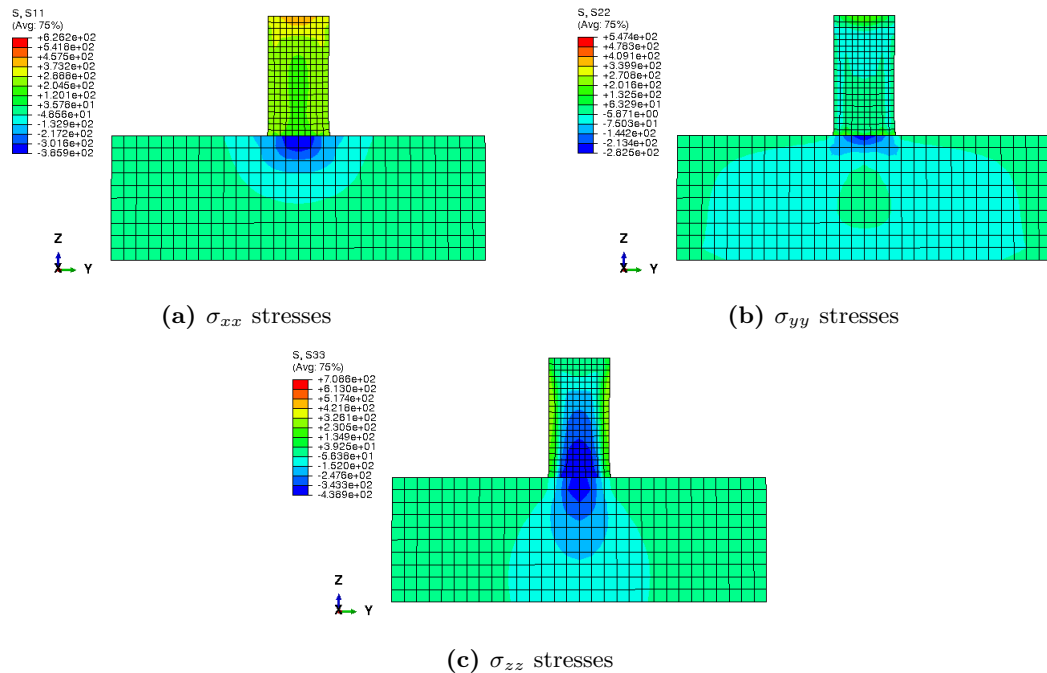 S, S11
(Avg: 75%)
+6.262e+02
+5.418e+02
+4.575e+02
+3.732e+02
+2.888e+02
+2.045e+02
+1.201e+02
+3.576e+01
-4.856e+01
-1.329e+02
-2.172e+02
-3.016e+02
-3.859e+02
Z
X
Y
(a) σxx stresses
S, S22
(Avg: 75%)
+5.474e+02
+4.783e+02
+4.091e+02
+3.399e+02
+2.708e+02
+2.016e+02
+1.325e+02
+6.329e+01
-5.871e+00
-7.503e+01
-1.442e+02
-2.134e+02
-2.825e+02
Z
X
Y
(b) σyy stresses
S, S33
(Avg: 75%)
+7.086e+02
+6.130e+02
+5.174e+02
+4.218e+02
+3.261e+02
+2.305e+02
+1.349e+02
+3.925e+01
-5.638e+01
-1.520e+02
-2.476e+02
-3.433e+02
-4.389e+02
Z
X
Y
(c) σzz stresses